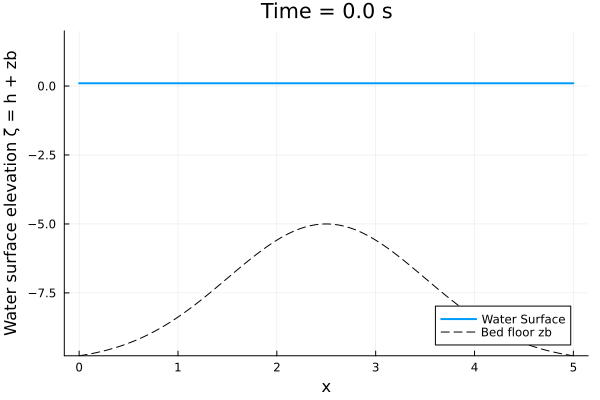 Time = 0.0 s
Water surface elevation ζ = h + zb
0.0
−2.5
−5.0
−7.5
Water Surface
Bed floor zb
0 1 2 3 4 5
x